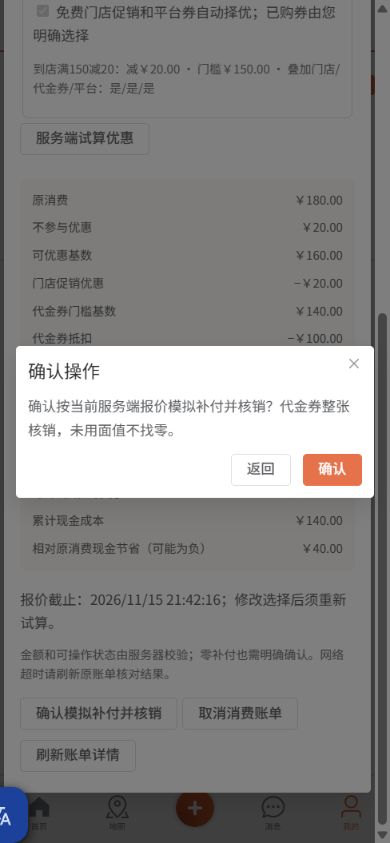 免费门店促销和平台券自动择优；已购券由您
明确选择
到店满150减20：减￥20.00 · 门槛￥150.00 · 叠加门店/
代金券/平台：是/是/是
服务端试算优惠
原消费 ￥180.00
不参与优惠 ￥20.00
可优惠基数 ￥160.00
门店促销优惠 −￥20.00
代金券门槛基数 ￥140.00
代金券抵扣 −￥100.00
确认操作
确认按当前服务端报价模拟补付并核销？代金券整张
核销，未用面值不找零。
返回 确认
累计现金成本 ￥140.00
相对原消费现金节省（可能为负） ￥40.00
报价截止：2026/11/15 21:42:16；修改选择后须重新
试算。
金额和可操作状态由服务器校验；零补付也需明确确认。网络
超时请刷新原账单核对结果。
确认模拟补付并核销 取消消费账单
刷新账单详情
首页 地图 消息 我的